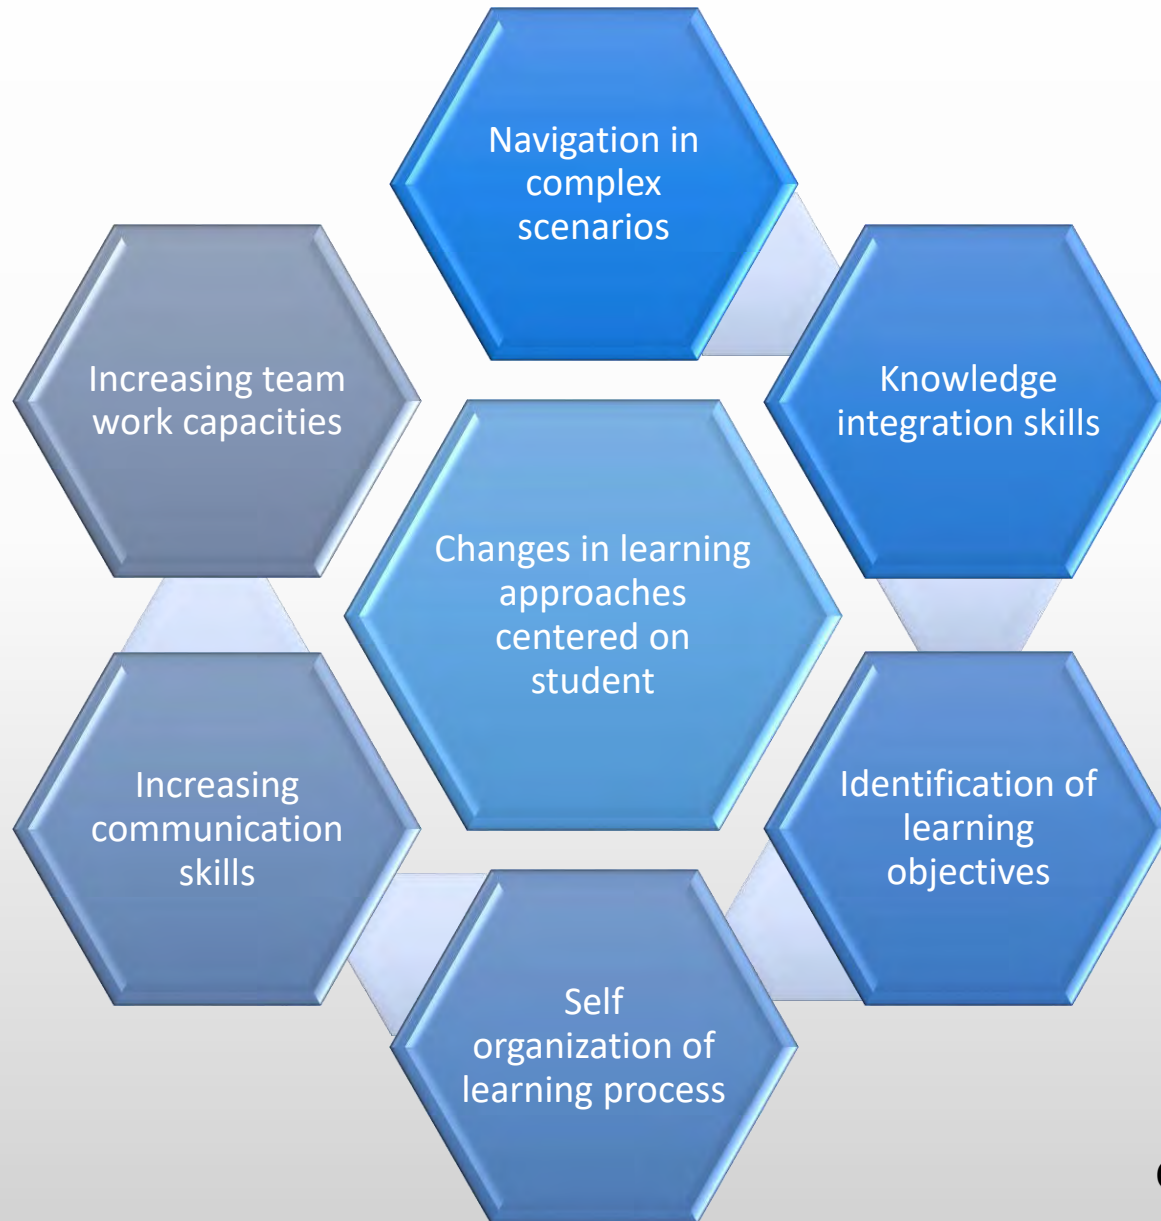 Navigation in
complex
scenarios
Knowledge
integration skills
Identification of
learning
objectives
Self
organization of
learning process
Increasing
communication
skills
Increasing team
work capacities
Changes in learning
approaches
centered on
student